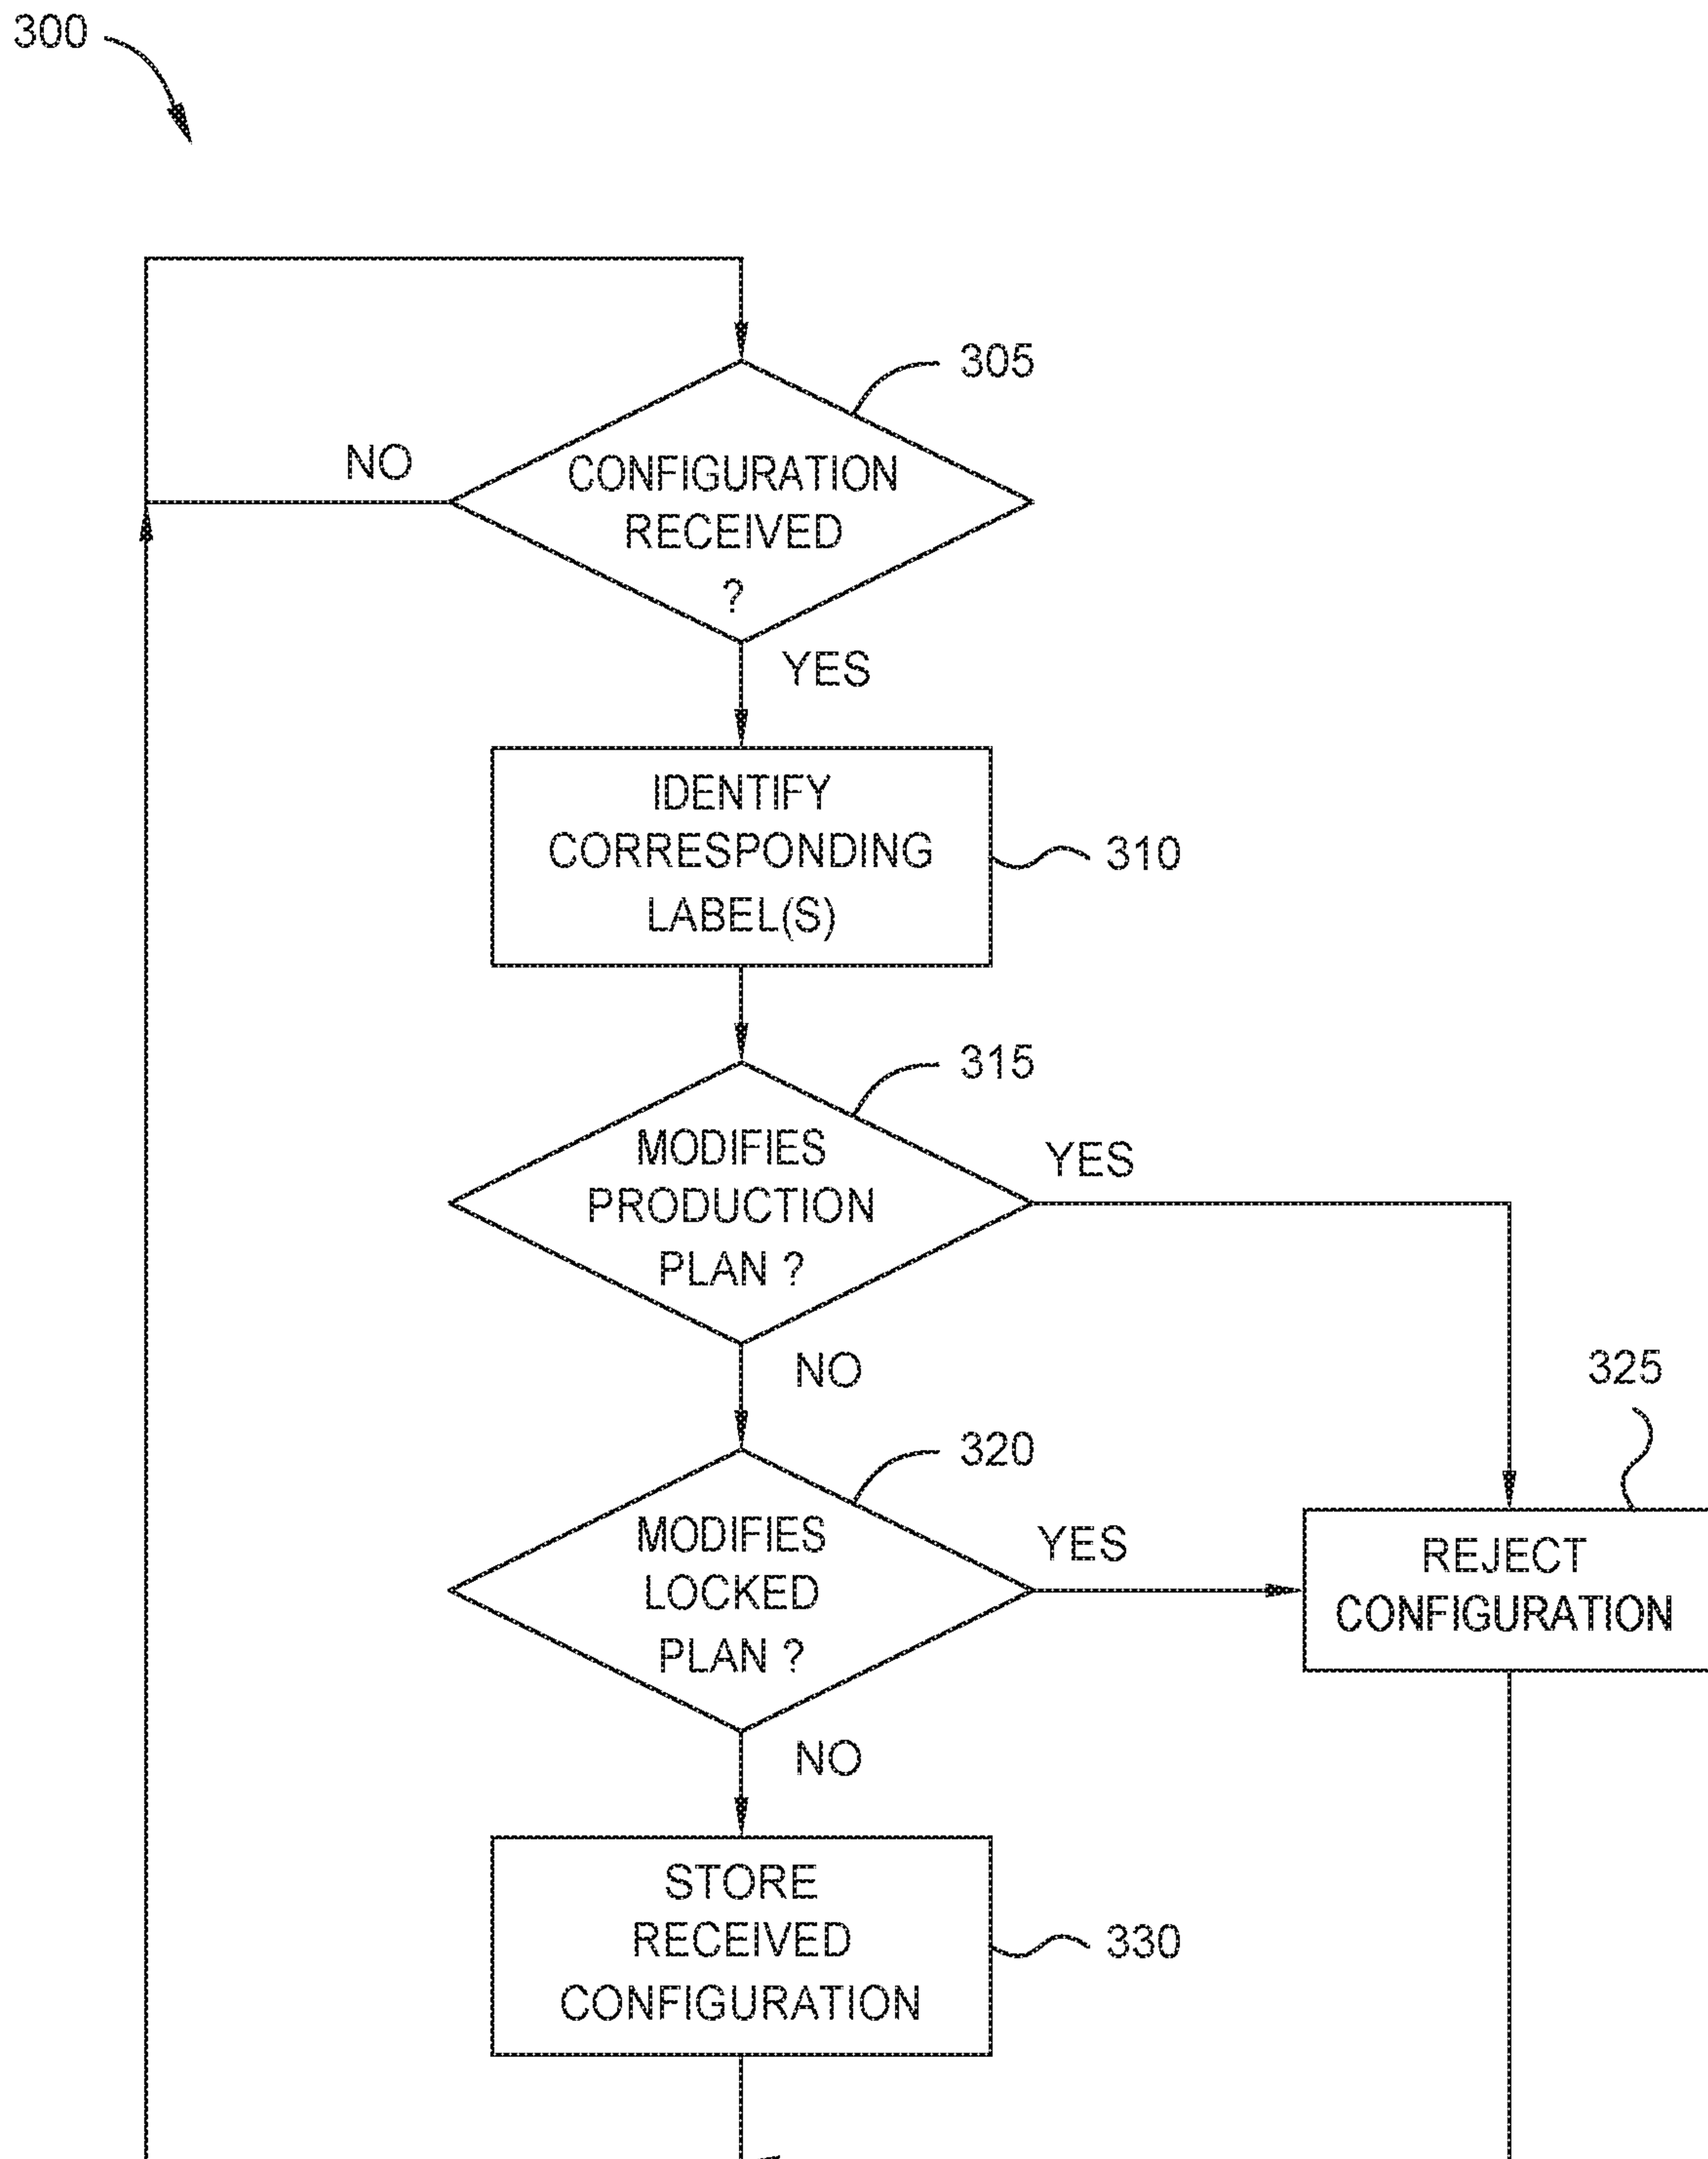 300
305
NO
CONFIGURATION
RECEIVED
?
YES
IDENTIFY
CORRESPONDING
LABEL(S)
310
315
MODIFIES
PRODUCTION
PLAN ?
YES
NO
325
320
MODIFIES
LOCKED
PLAN ?
YES
REJECT
CONFIGURATION
NO
STORE
RECEIVED
CONFIGURATION
330